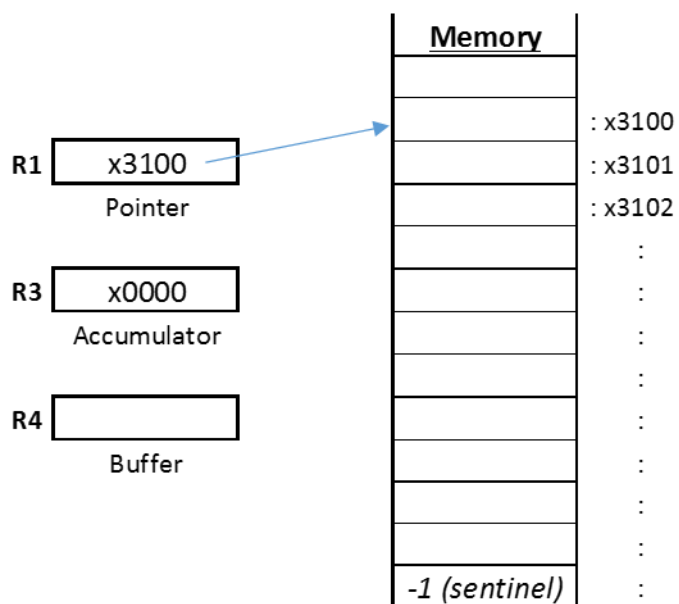 Memory
: x3100
R1 x3100 : x3101
Pointer : x3102
:
R3 x0000 :
Accumulator :
:
R4 :
Buffer :
:
:
-1 (sentinel) :